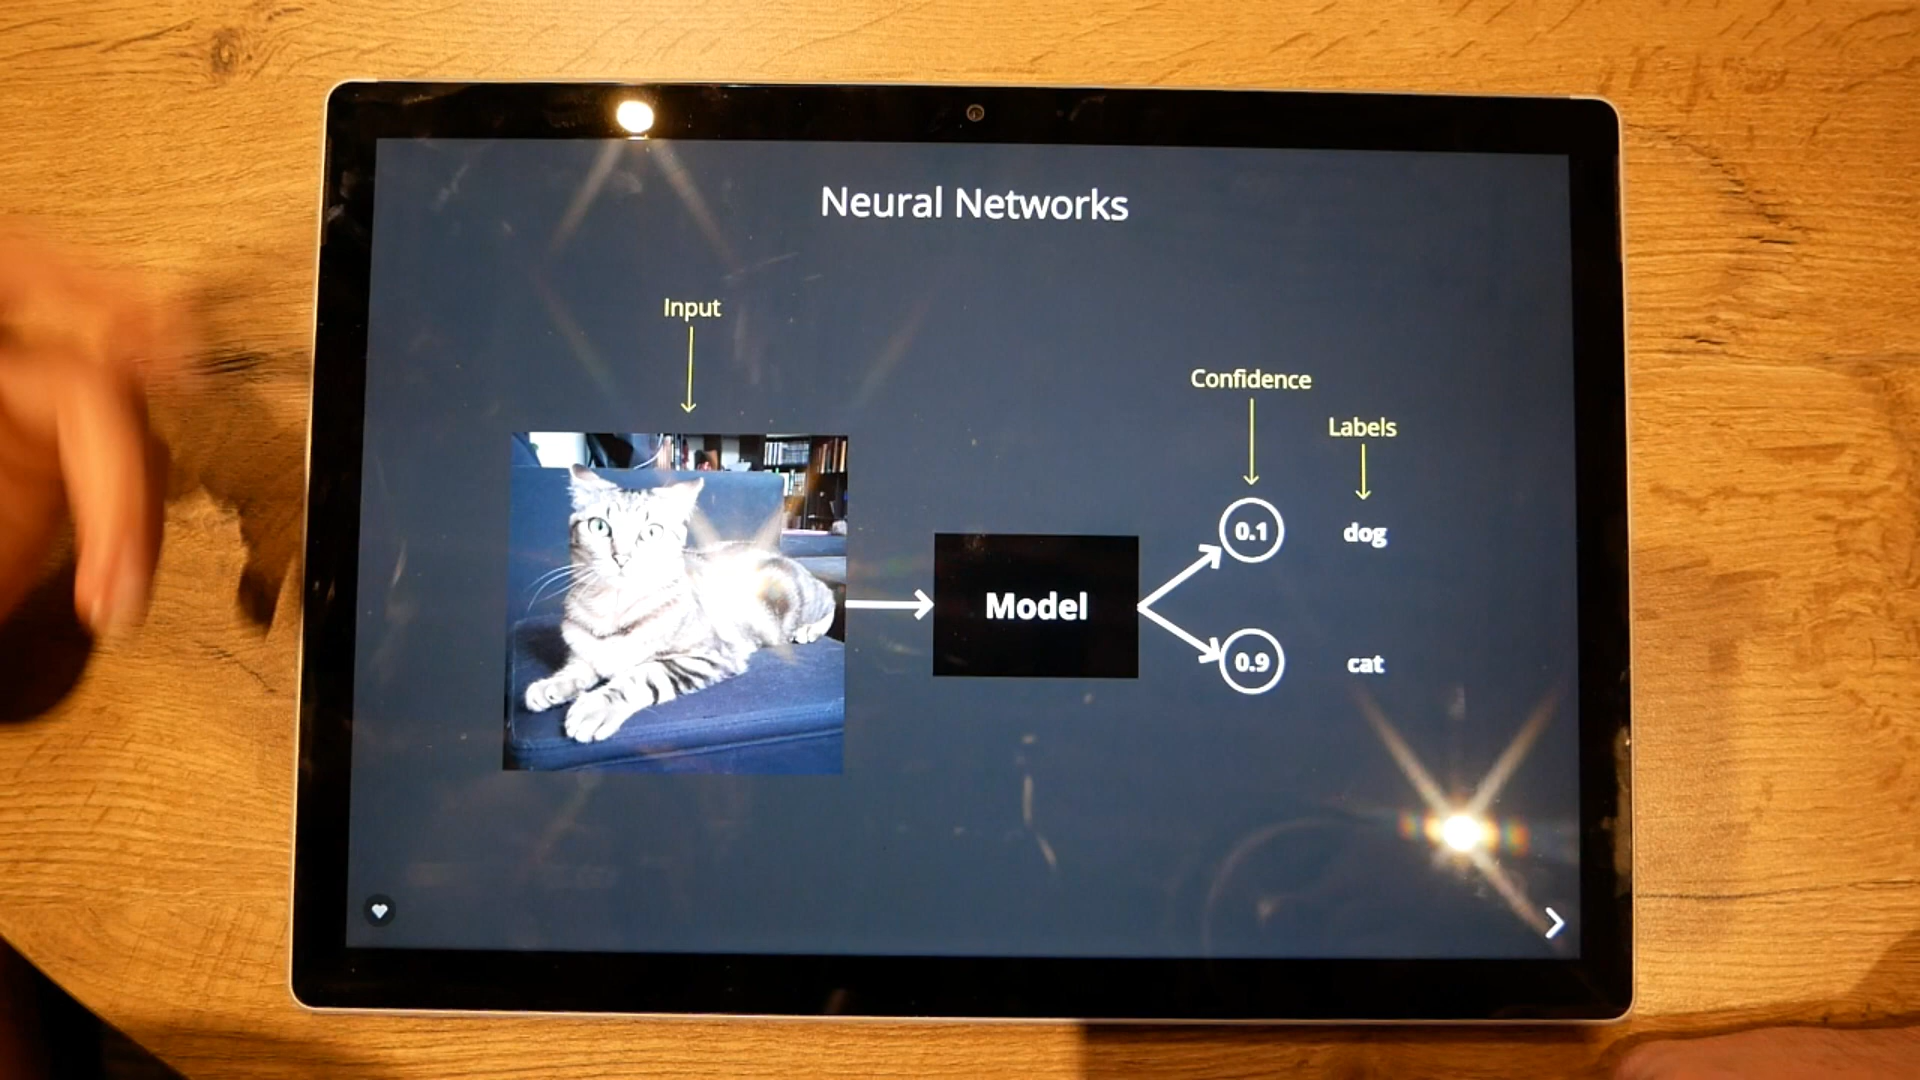 Neural Networks
Input
Confidence
Labels
0.1 dog
Model
0.9 cat